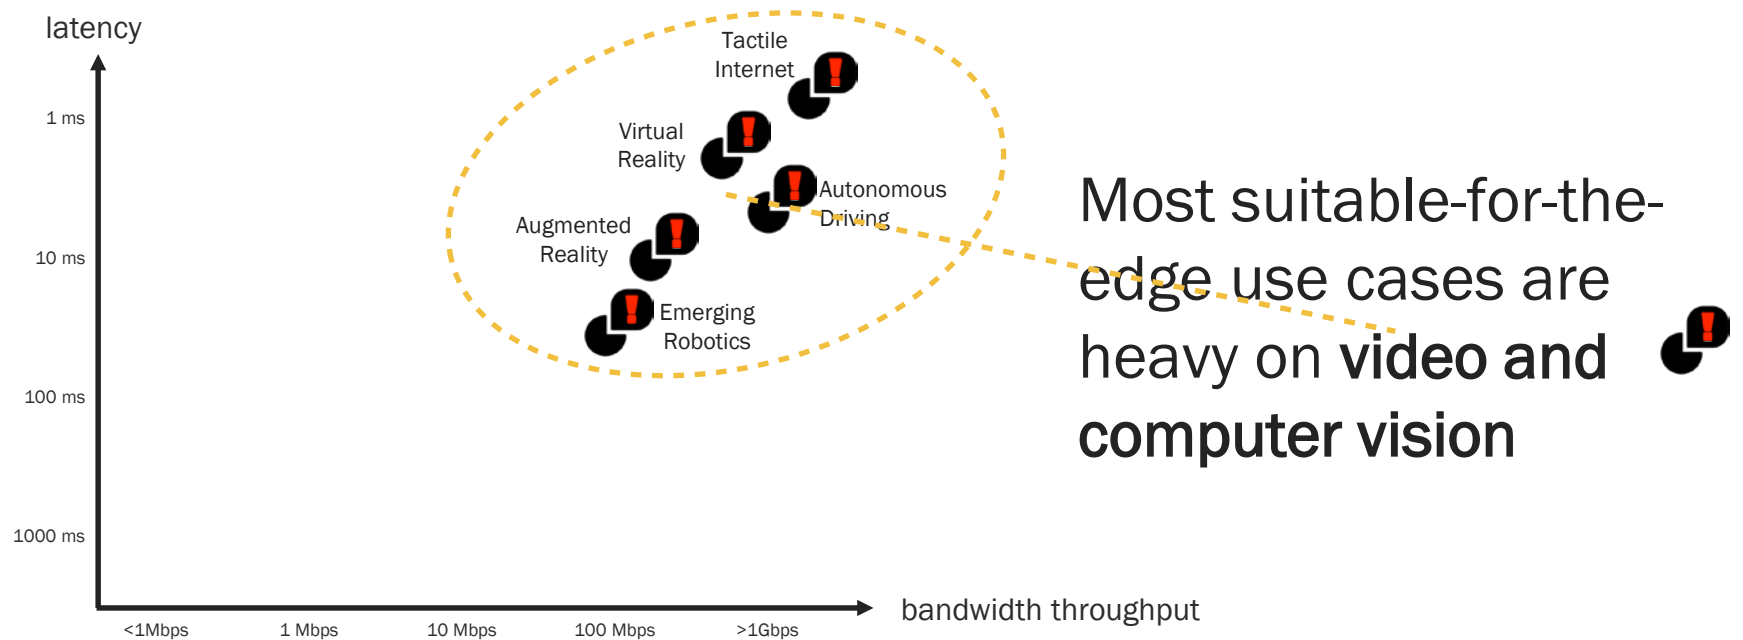 latency
Tactile
Internet
1 ms
Virtual
Reality
Autonomous
Driving
Augmented
Reality
10 ms
Emerging
Robotics
100 ms
1000 ms
<1Mbps
1 Mbps
10 Mbps
100 Mbps
>1Gbps
bandwidth throughput
Most suitable-for-the-
edge use cases are
heavy on video and
computer vision